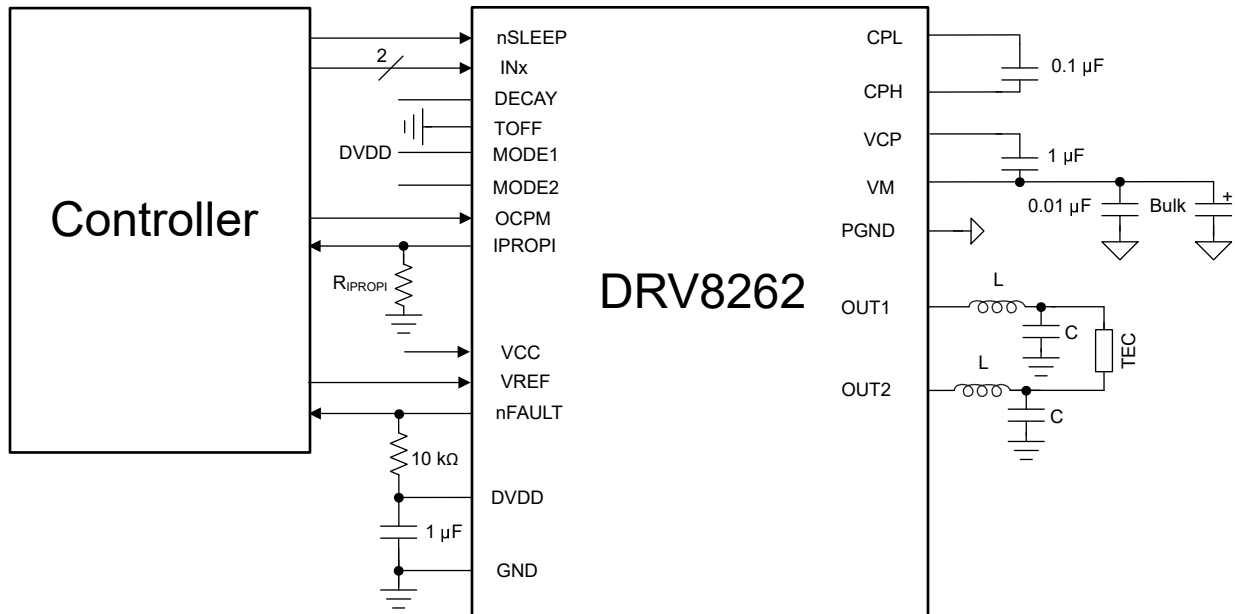 Controller
2
DVDD
R_IPROPI
10 kΩ
1 µF
nSLEEP
INx
DECAY
TOFF
MODE1
MODE2
OCPM
IPROPI
VCC
VREF
nFAULT
DVDD
GND
DRV8262
CPL
CPH
VCP
VM
PGND
OUT1
OUT2
0.1 µF
1 µF
0.01 µF
Bulk
+
L
C
TEC
L
C